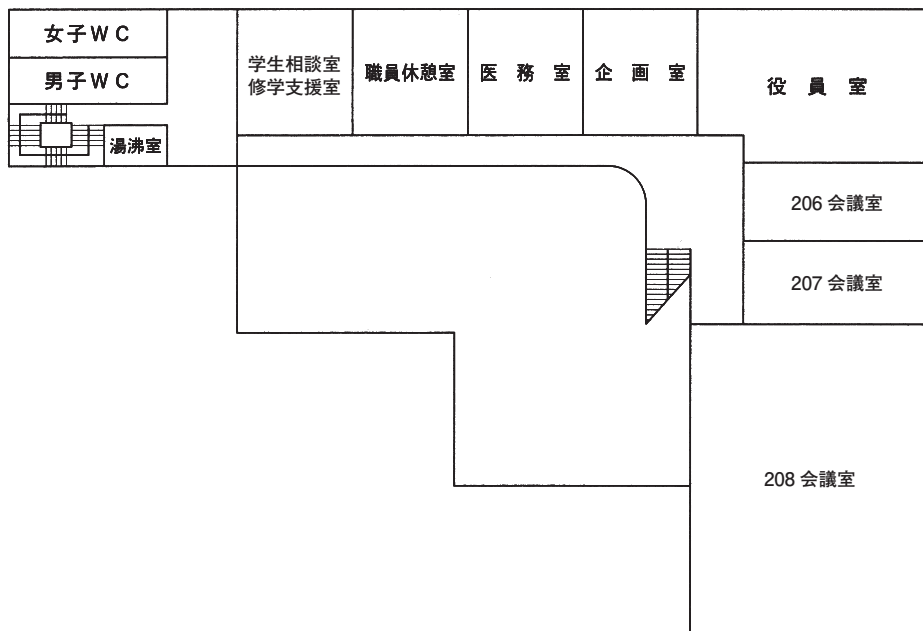 女子WC
男子WC
湯沸室
学生相談室
修学支援室
職員休憩室
医務室
企画室
役員室
206 会議室
207 会議室
208 会議室